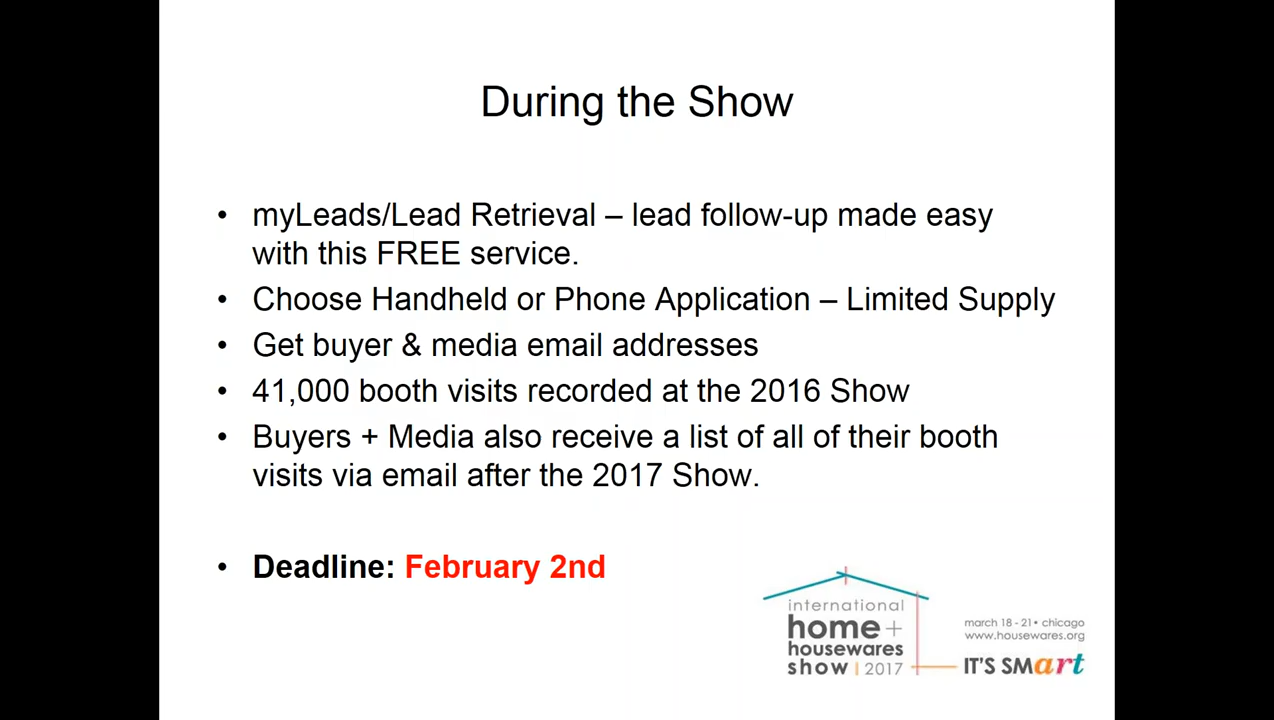 During the Show
• myLeads/Lead Retrieval – lead follow-up made easy
with this FREE service.
• Choose Handheld or Phone Application – Limited Supply
• Get buyer & media email addresses
• 41,000 booth visits recorded at the 2016 Show
• Buyers + Media also receive a list of all of their booth
visits via email after the 2017 Show.
• Deadline: February 2nd
international
home +
housewares
show | 2017
march 18 - 21 • chicago
www.housewares.org
IT'S SMart